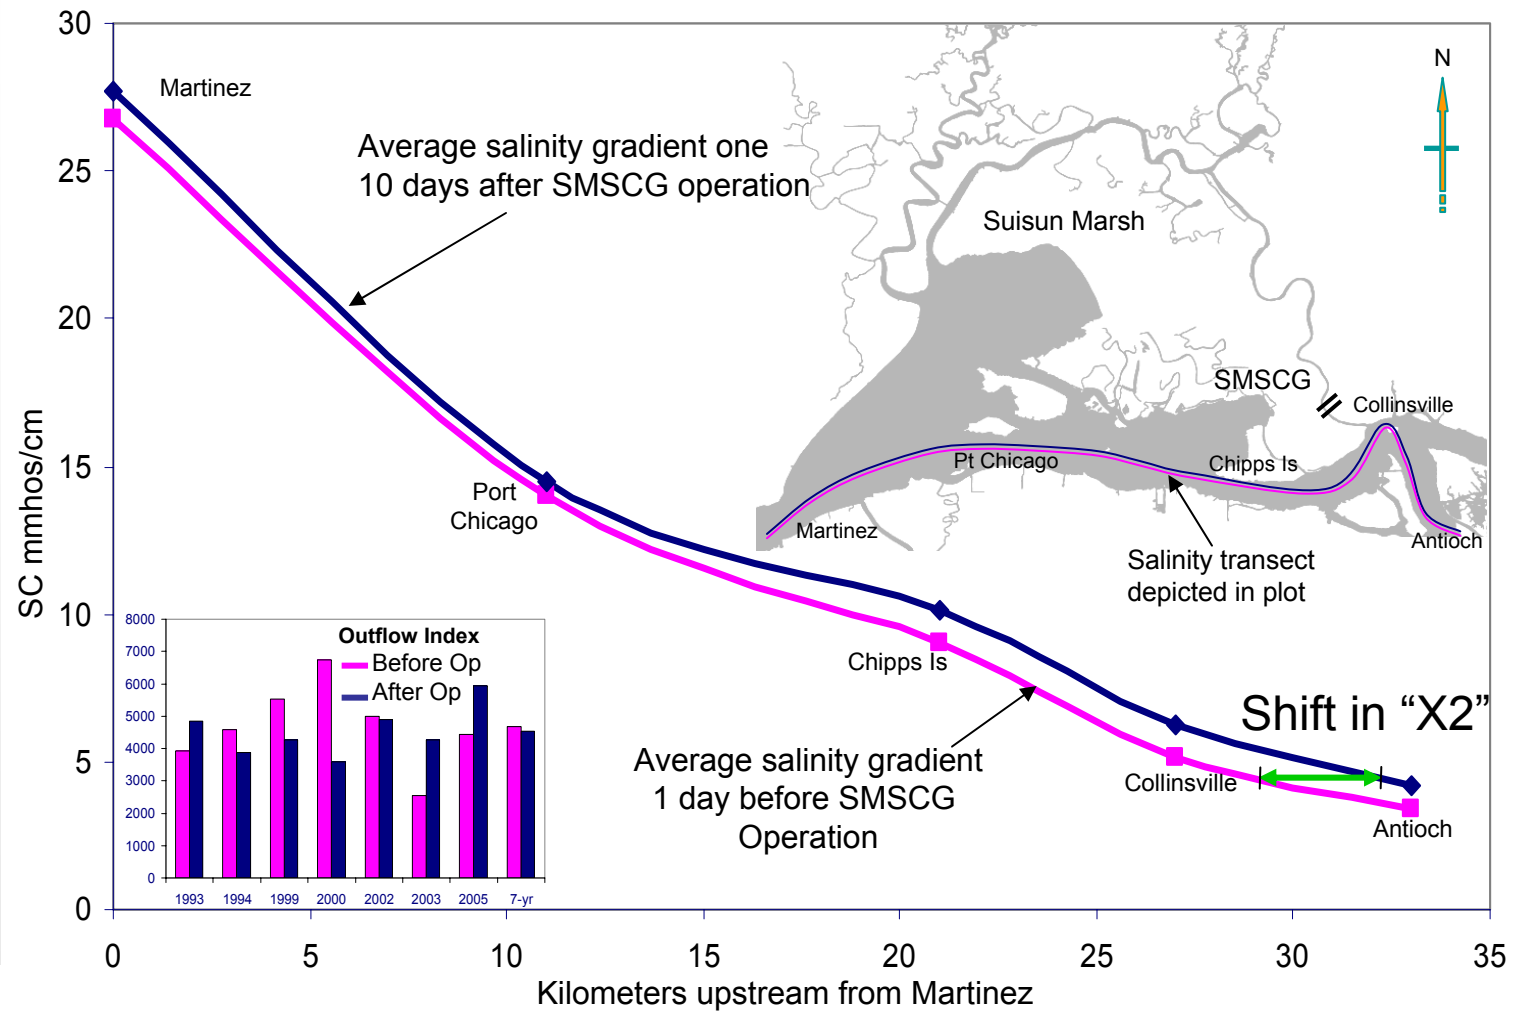 30
25
20
15
10
5
0
SC mmhos/cm
0
5
10
15
20
25
30
35
Kilometers upstream from Martinez
Martinez
Average salinity gradient one
10 days after SMSCG operation
Port
Chicago
Chipps Is
Average salinity gradient
1 day before SMSCG
Operation
Collinsville
Antioch
Shift in “X2”
N
Suisun Marsh
SMSCG
Collinsville
Pt Chicago
Chipps Is
Martinez
Antioch
Salinity transect
depicted in plot
Outflow Index
Before Op
After Op
8000
7000
6000
5000
4000
3000
2000
1000
0
1993
1994
1999
2000
2002
2003
2005
7-yr